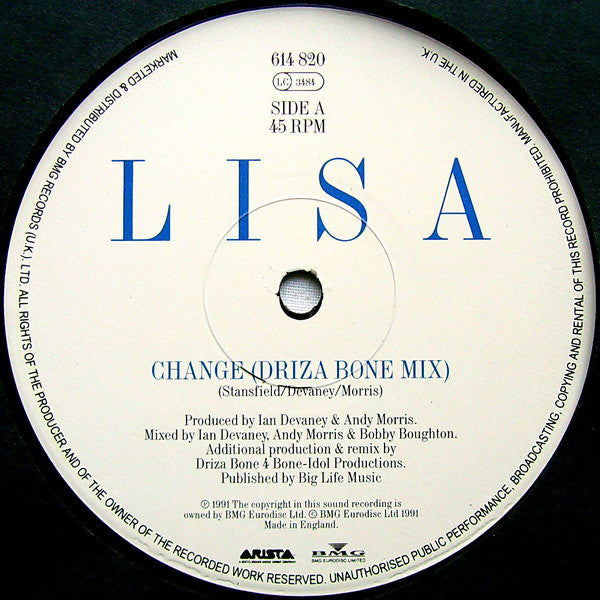 614 820
LC 3484
SIDE A
45 RPM
LISA
CHANGE (DRIZA BONE MIX)
(Stansfield/Devaney/Morris)
Produced by Ian Devaney & Andy Morris.
Mixed by Ian Devaney, Andy Morris & Bobby Boughton.
Additional production & remix by
Driza Bone 4 Bone-Idol Productions.
Published by Big Life Music
℗ 1991 The copyright in this sound recording is
owned by BMG Eurodisc Ltd. © BMG Eurodisc Ltd 1991
Made in England.
ARISTA
BMG
BMG EURODISC LIMITED
MARKETED & DISTRIBUTED BY BMG RECORDS (U.K.) LTD. ALL RIGHTS OF THE PRODUCER AND OF THE OWNER OF THE RECORDED WORK RESERVED. UNAUTHORISED PUBLIC PERFORMANCE, BROADCASTING, COPYING AND RENTAL OF THIS RECORD PROHIBITED. MANUFACTURED IN THE U.K.